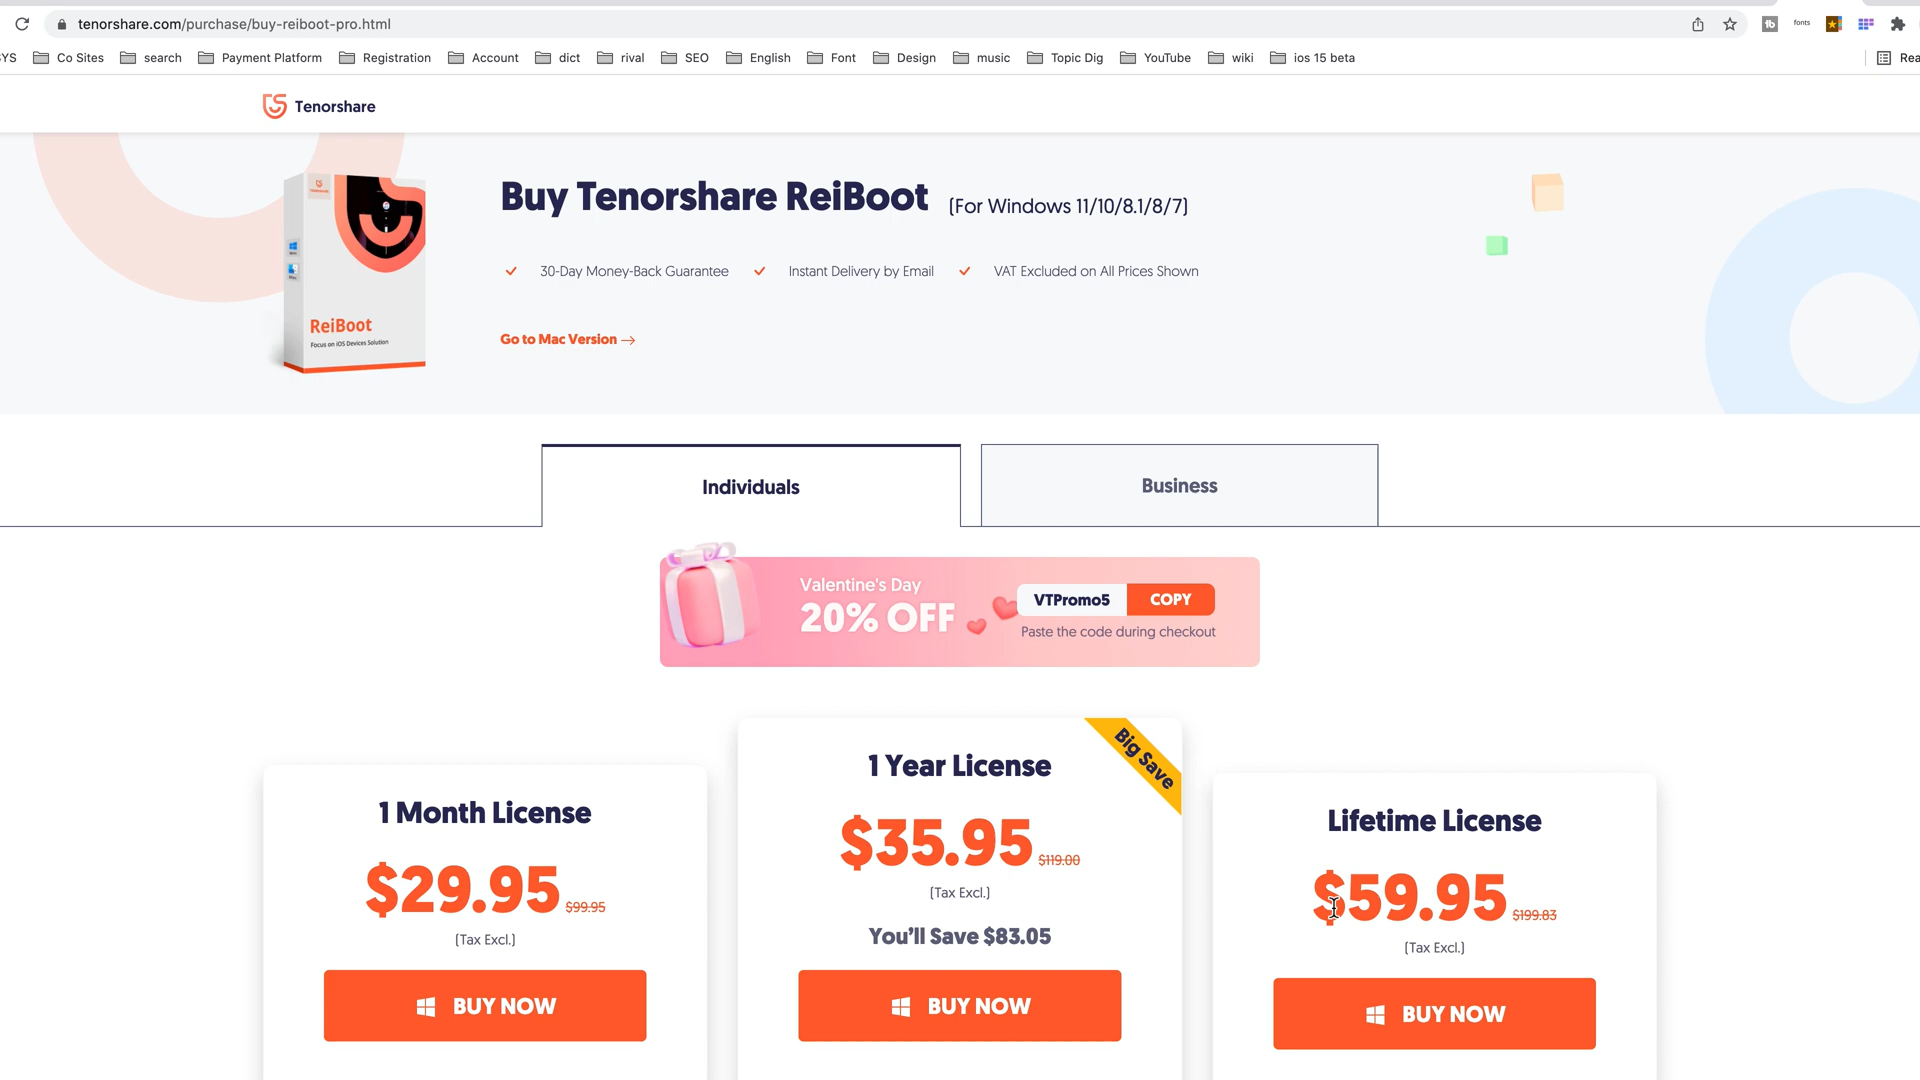 tenorshare.com/purchase/buy-reiboot-pro.html
fonts
YS Co Sites search Payment Platform Registration Account dict rival SEO English Font Design music Topic Dig YouTube wiki ios 15 beta Rea
Tenorshare
Buy Tenorshare ReiBoot (For Windows 11/10/8.1/8/7)
30-Day Money-Back Guarantee Instant Delivery by Email VAT Excluded on All Prices Shown
ReiBoot
Focus on iOS Devices Solution
Go to Mac Version →
Individuals
Business
Valentine's Day
20% OFF
VTPromo5 COPY
Paste the code during checkout
Big Save
1 Month License
$29.95 $99.95
(Tax Excl.)
BUY NOW
1 Year License
$35.95 $119.00
(Tax Excl.)
You'll Save $83.05
BUY NOW
Lifetime License
$59.95 $199.83
(Tax Excl.)
BUY NOW